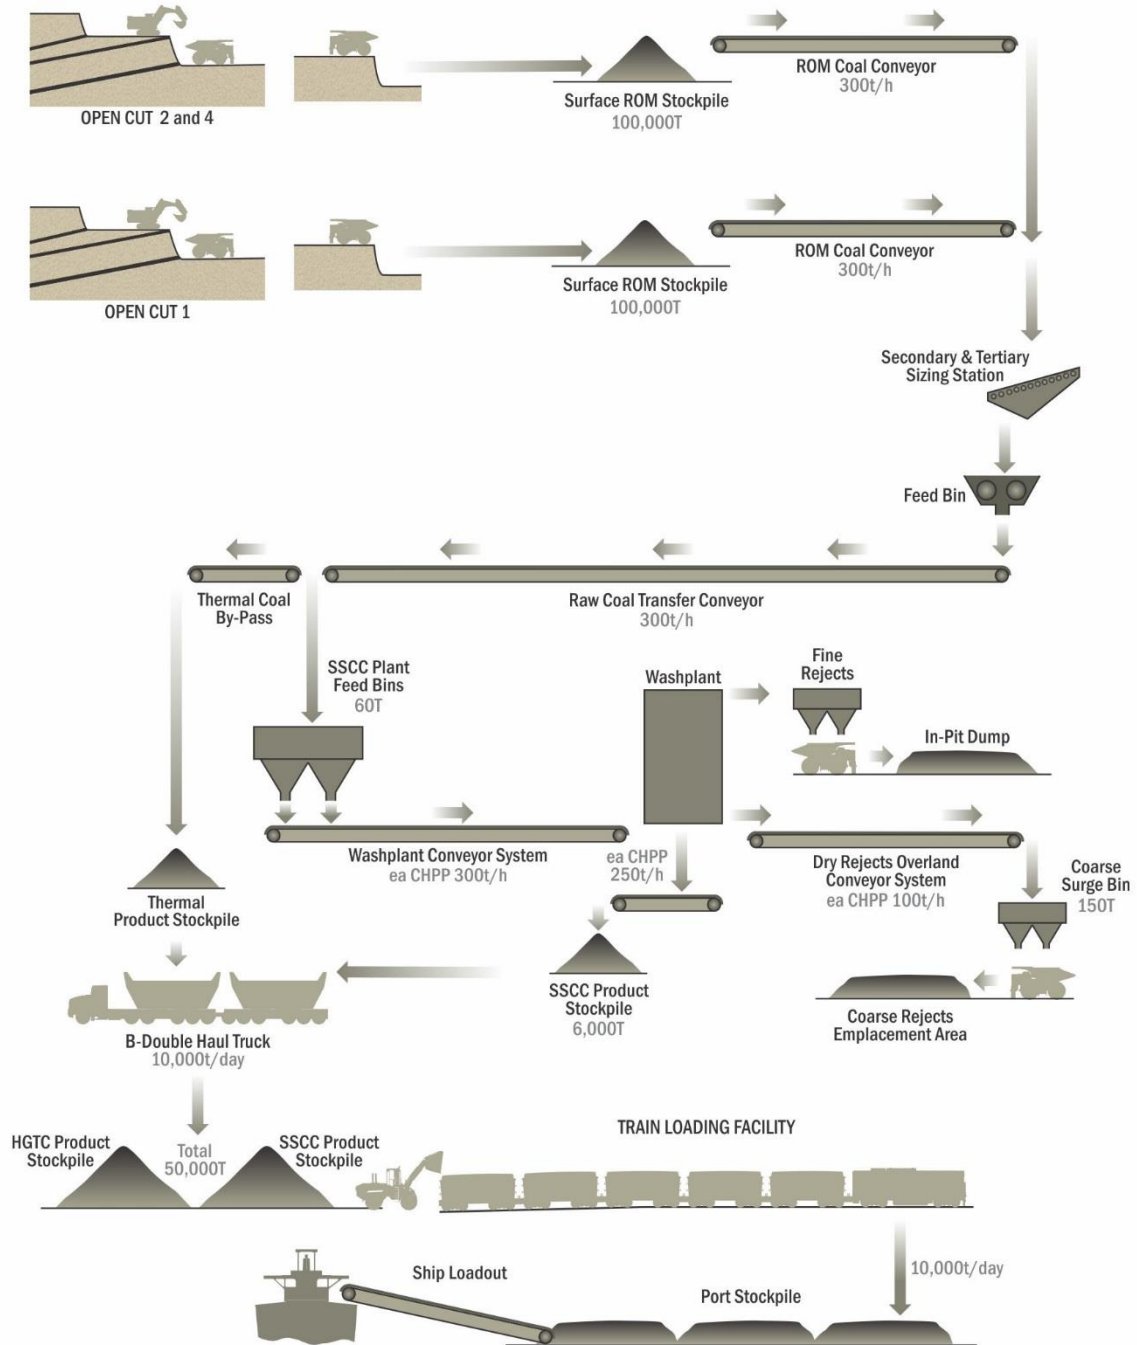 OPEN CUT 2 and 4
Surface ROM Stockpile
100,000T
ROM Coal Conveyor
300t/h
OPEN CUT 1
Surface ROM Stockpile
100,000T
ROM Coal Conveyor
300t/h
Secondary & Tertiary
Sizing Station
Feed Bin
Thermal Coal
By-Pass
Raw Coal Transfer Conveyor
300t/h
SSCC Plant
Feed Bins
60T
Washplant
Fine
Rejects
In-Pit Dump
Washplant Conveyor System
ea CHPP 300t/h
ea CHPP
250t/h
Dry Rejects Overland
Conveyor System
ea CHPP 100t/h
Coarse
Surge Bin
150T
Thermal
Product Stockpile
SSCC Product
Stockpile
6,000T
Coarse Rejects
Emplacement Area
B-Double Haul Truck
10,000t/day
HGTC Product
Stockpile
Total
50,000T
SSCC Product
Stockpile
TRAIN LOADING FACILITY
10,000t/day
Ship Loadout
Port Stockpile